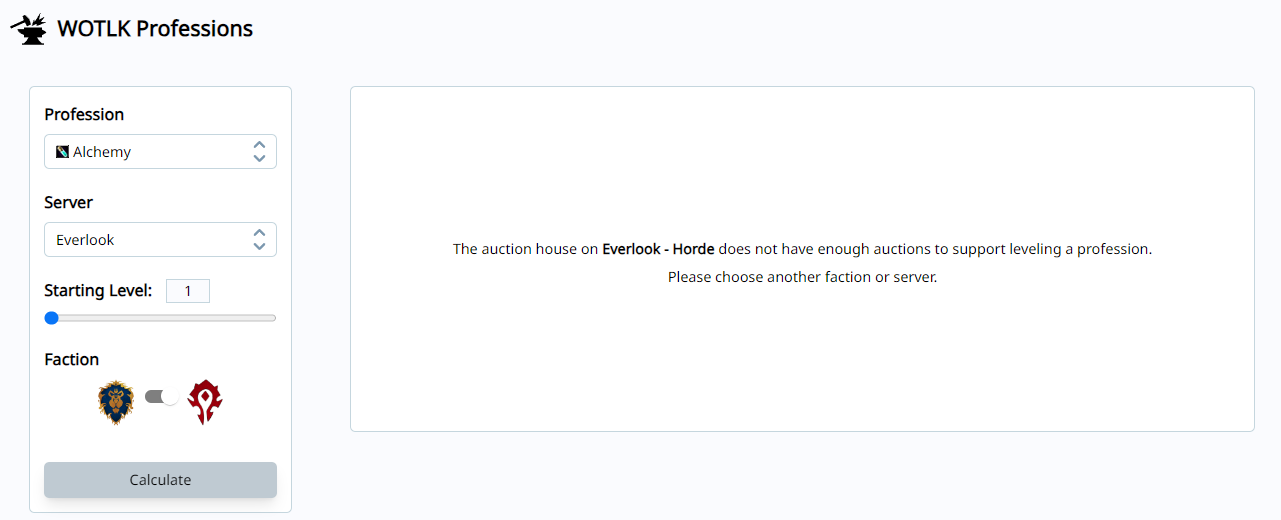 WOTLK Professions
Profession
Alchemy
Server
Everlook
Starting Level: 1
Faction
Calculate
The auction house on Everlook - Horde does not have enough auctions to support leveling a profession.
Please choose another faction or server.